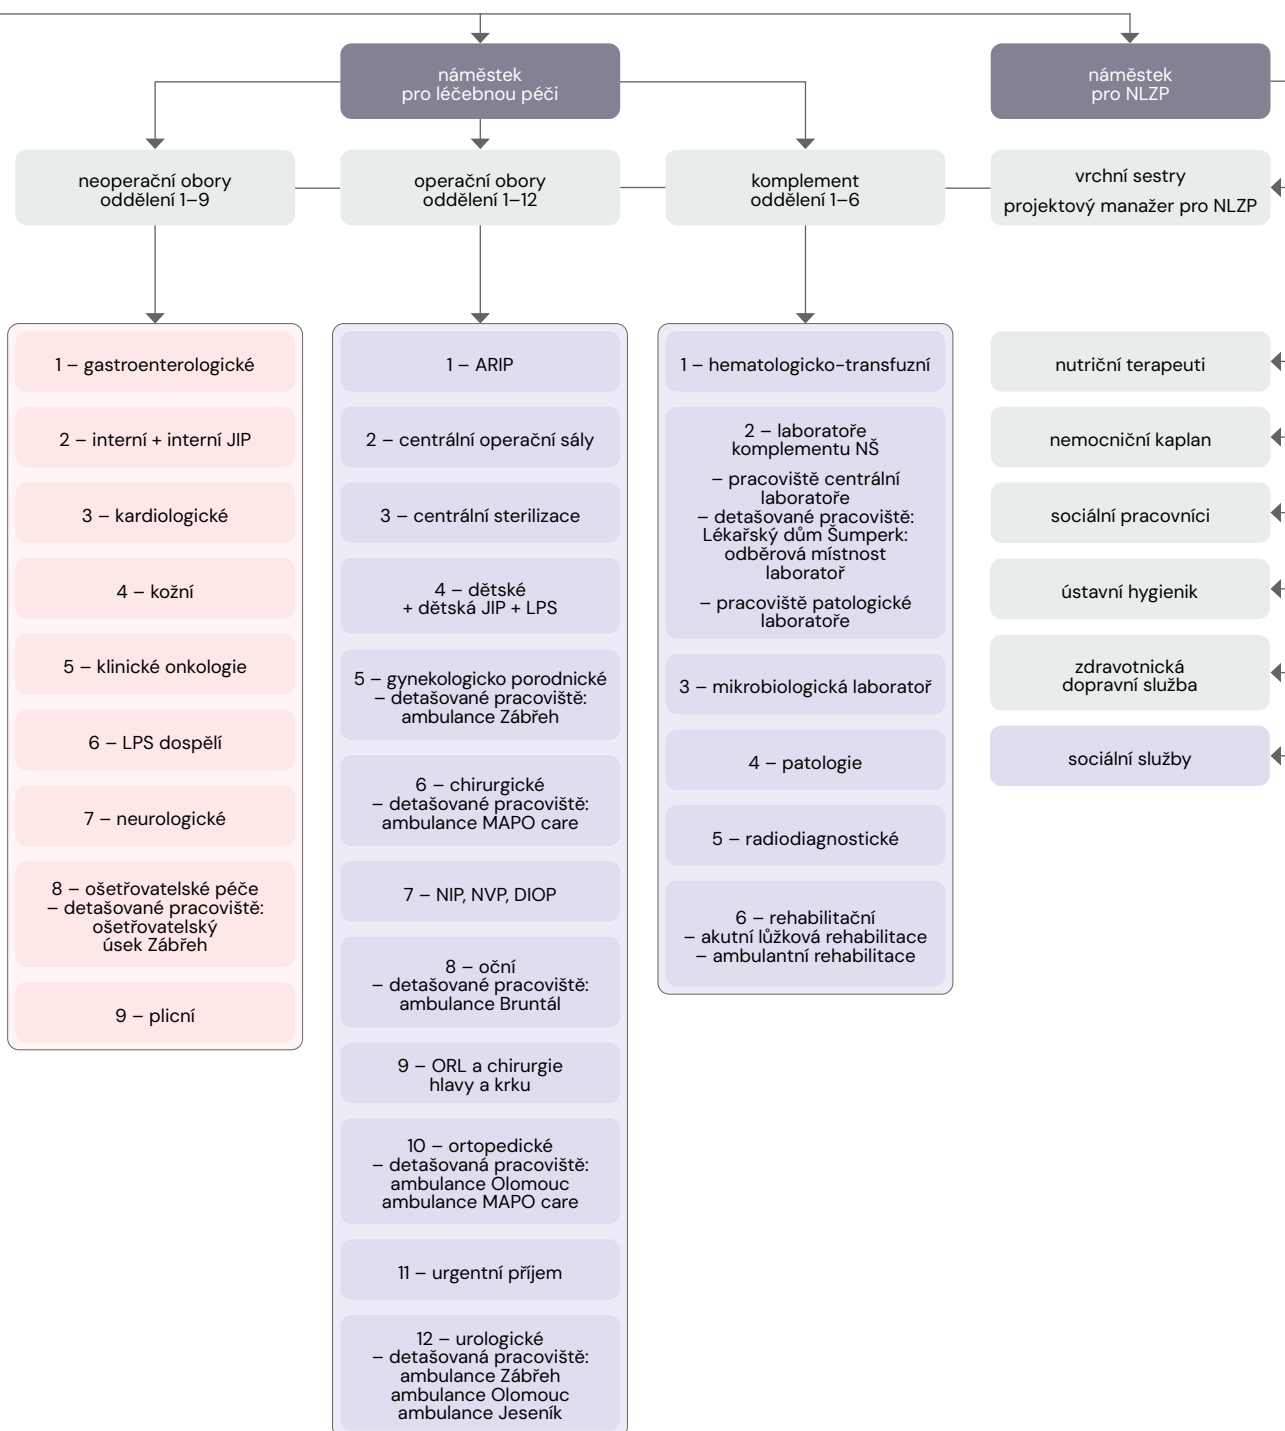 náměstek
pro léčebnou péči
náměstek
pro NLZP
neoperační obory
oddělení 1–9
operační obory
oddělení 1–12
komplement
oddělení 1–6
vrchní sestry
projektový manažer pro NLZP
1 – gastroenterologické
2 – interní + interní JIP
3 – kardiologické
4 – kožní
5 – klinické onkologie
6 – LPS dospělí
7 – neurologické
8 – ošetřovatelské péče
– detašované pracoviště:
ošetřovatelský
úsek Zábřeh
9 – plicní
1 – ARIP
2 – centrální operační sály
3 – centrální sterilizace
4 – dětské
+ dětská JIP + LPS
5 – gynekologicko porodnické
– detašované pracoviště:
ambulance Zábřeh
6 – chirurgické
– detašované pracoviště:
ambulance MAPO care
7 – NIP, NVP, DIOP
8 – oční
– detašované pracoviště:
ambulance Bruntál
9 – ORL a chirurgie
hlavy a krku
10 – ortopedické
– detašovaná pracoviště:
ambulance Olomouc
ambulance MAPO care
11 – urgentní příjem
12 – urologické
– detašovaná pracoviště:
ambulance Zábřeh
ambulance Olomouc
ambulance Jeseník
1 – hematologicko-transfuzní
2 – laboratoře
komplementu NŠ
– pracoviště centrální
laboratoře
– detašované pracoviště:
Lékařský dům Šumperk:
odběrová místnost
laboratoř
– pracoviště patologické
laboratoře
3 – mikrobiologická laboratoř
4 – patologie
5 – radiodiagnostické
6 – rehabilitační
– akutní lůžková rehabilitace
– ambulantní rehabilitace
nutriční terapeuti
nemocniční kaplan
sociální pracovníci
ústavní hygienik
zdravotnická
dopravní služba
sociální služby